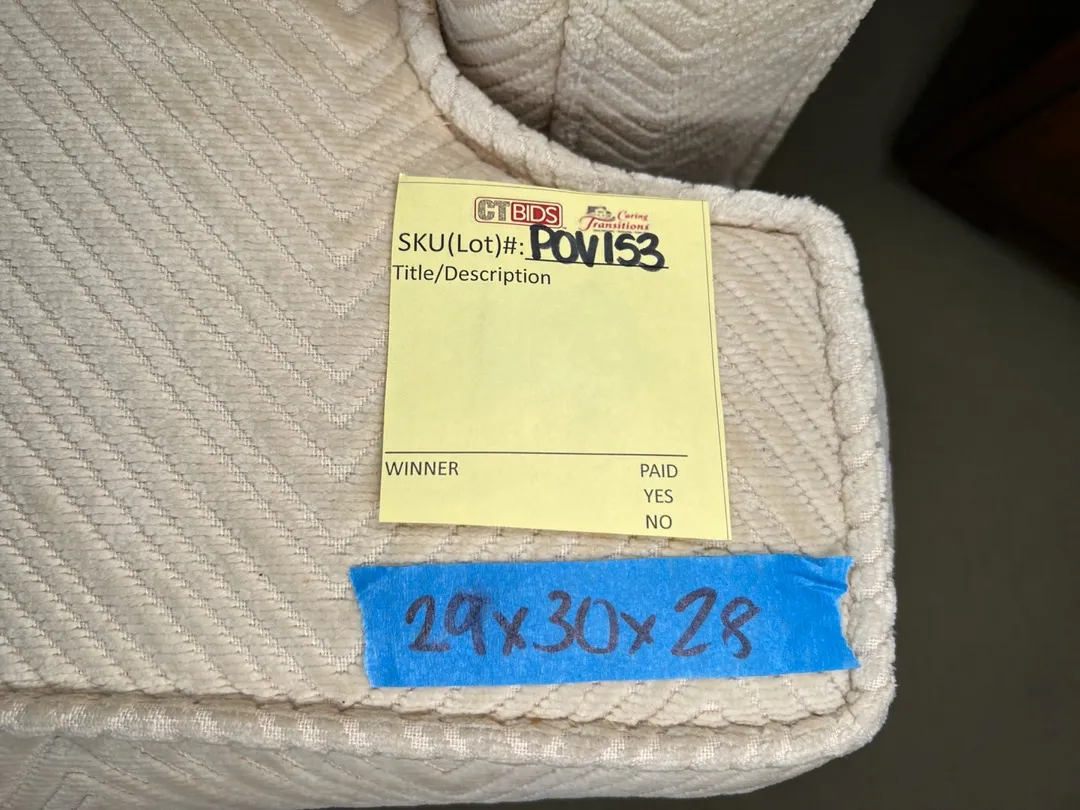 CTBIDS Caring Transitions
SKU(Lot)#: POV153
Title/Description
WINNER PAID
YES
NO
29x30x28